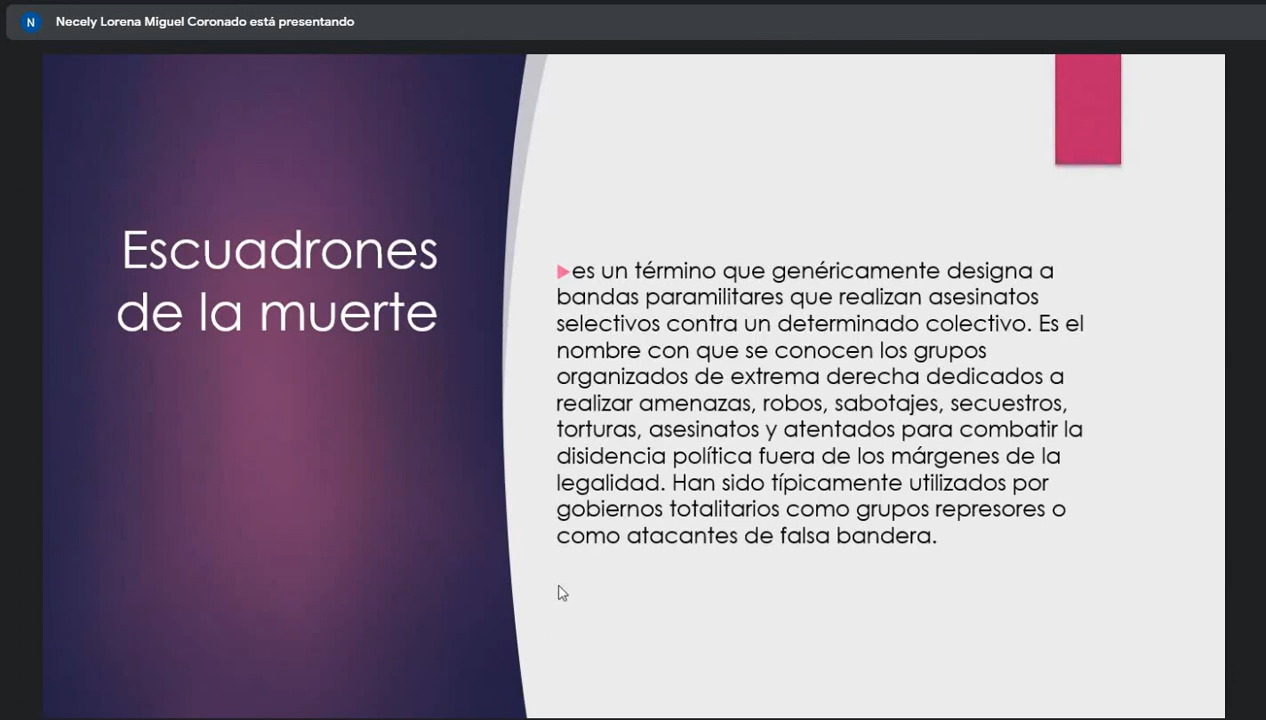 N Necely Lorena Miguel Coronado está presentando
Escuadrones
de la muerte
es un término que genéricamente designa a
bandas paramilitares que realizan asesinatos
selectivos contra un determinado colectivo. Es el
nombre con que se conocen los grupos
organizados de extrema derecha dedicados a
realizar amenazas, robos, sabotajes, secuestros,
torturas, asesinatos y atentados para combatir la
disidencia política fuera de los márgenes de la
legalidad. Han sido típicamente utilizados por
gobiernos totalitarios como grupos represores o
como atacantes de falsa bandera.